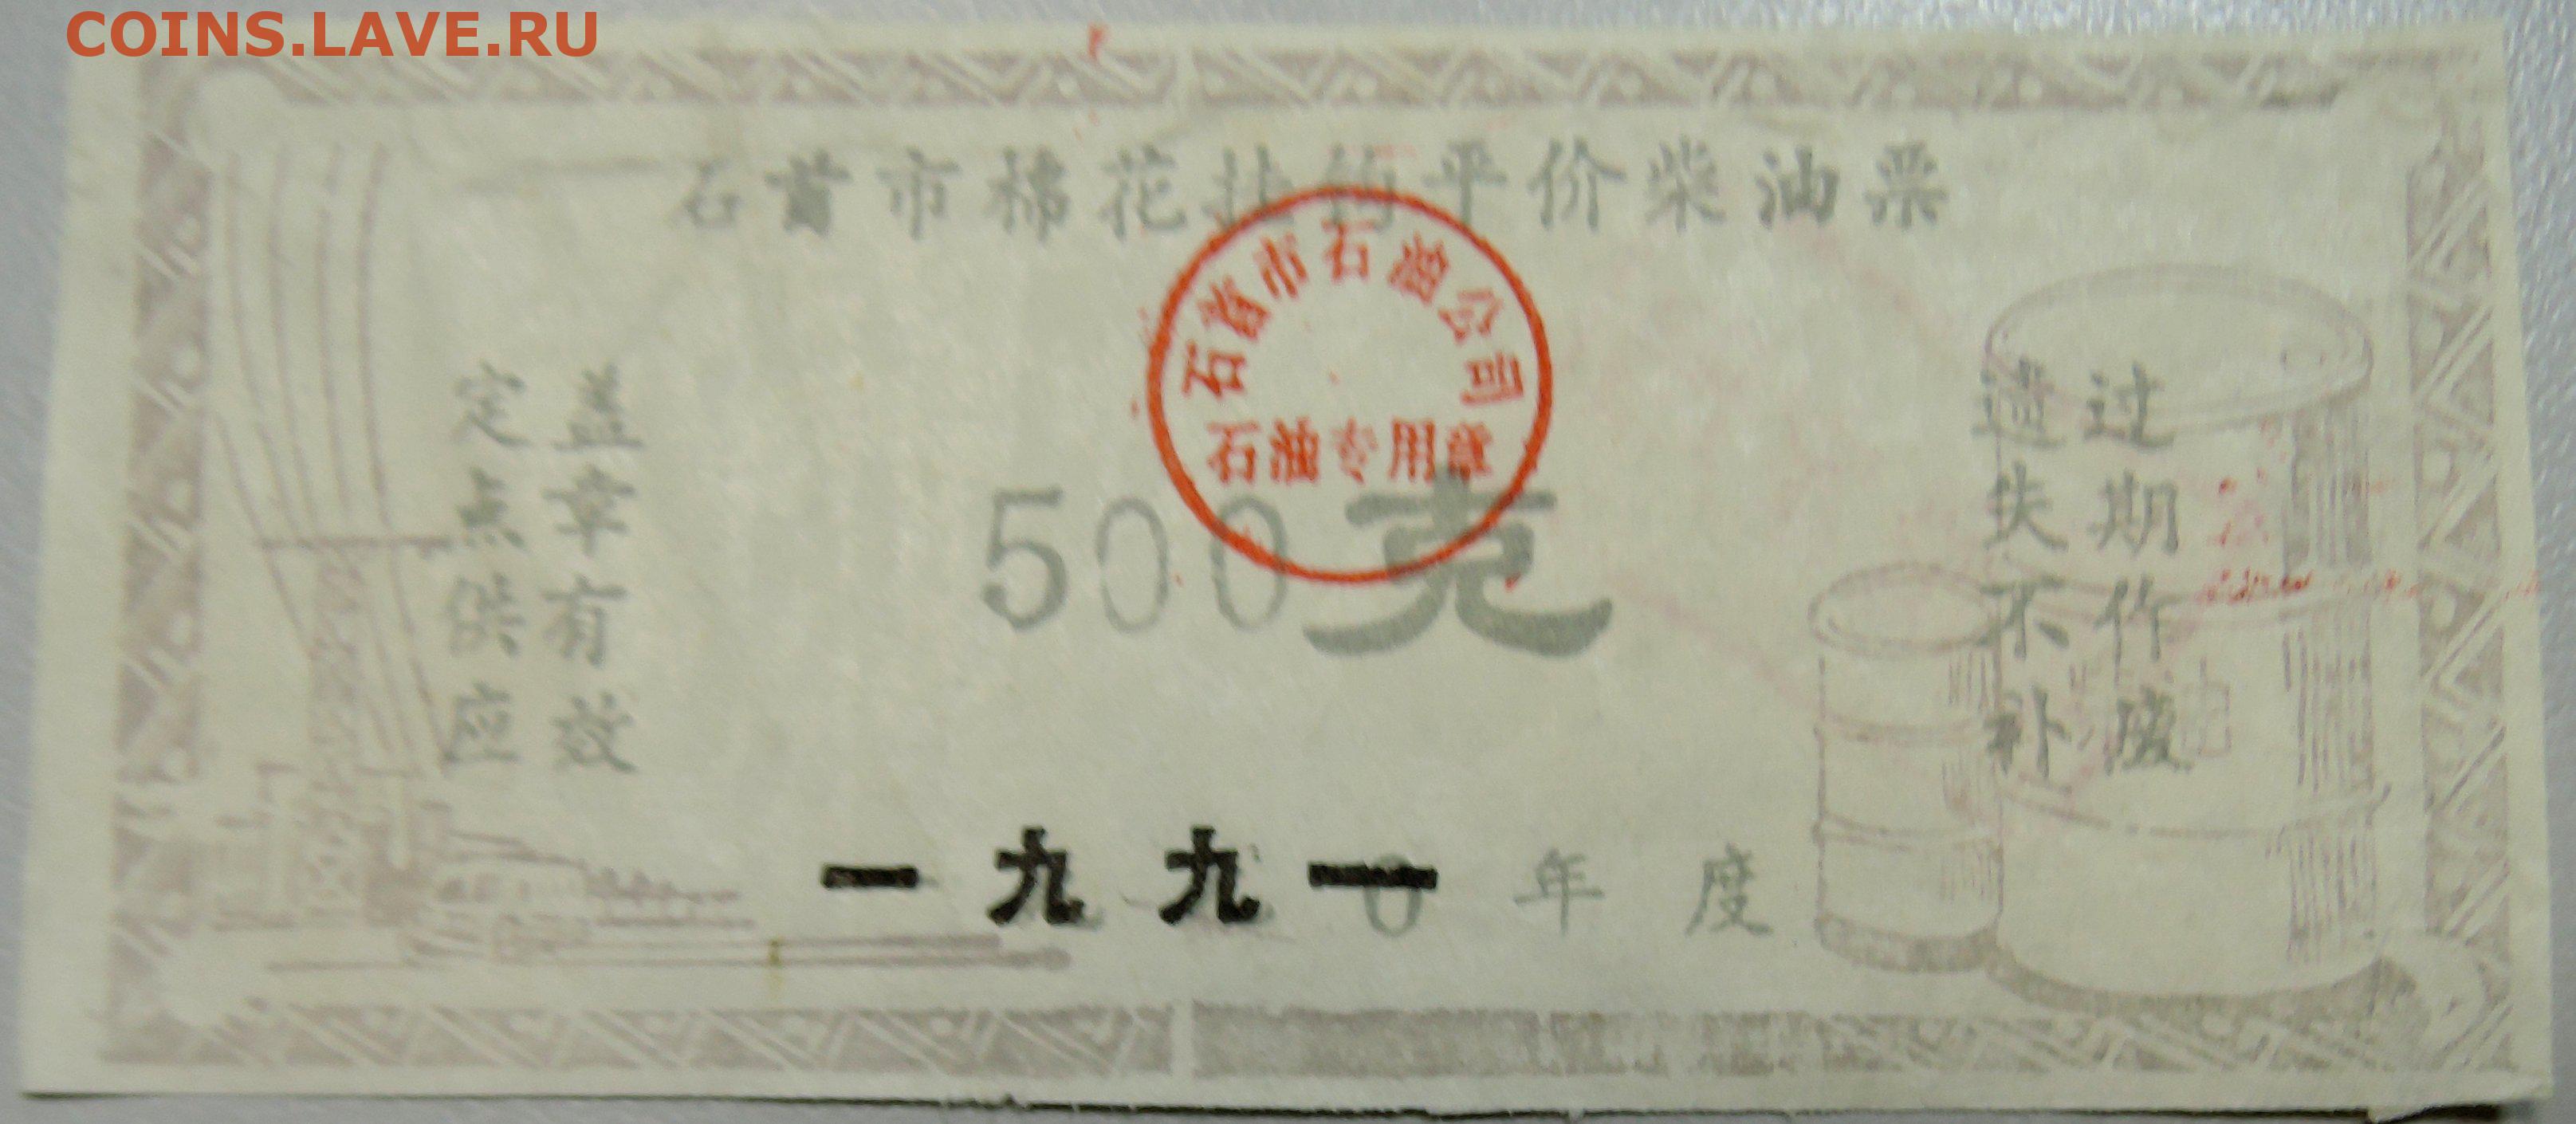 COINS.LAVE.RU
石首市棉花挂钩平价柴油票
石首市石油公司
石油专用章
定点供应
盖章有效
500克
遗失不补
过期作废
一九九一年度